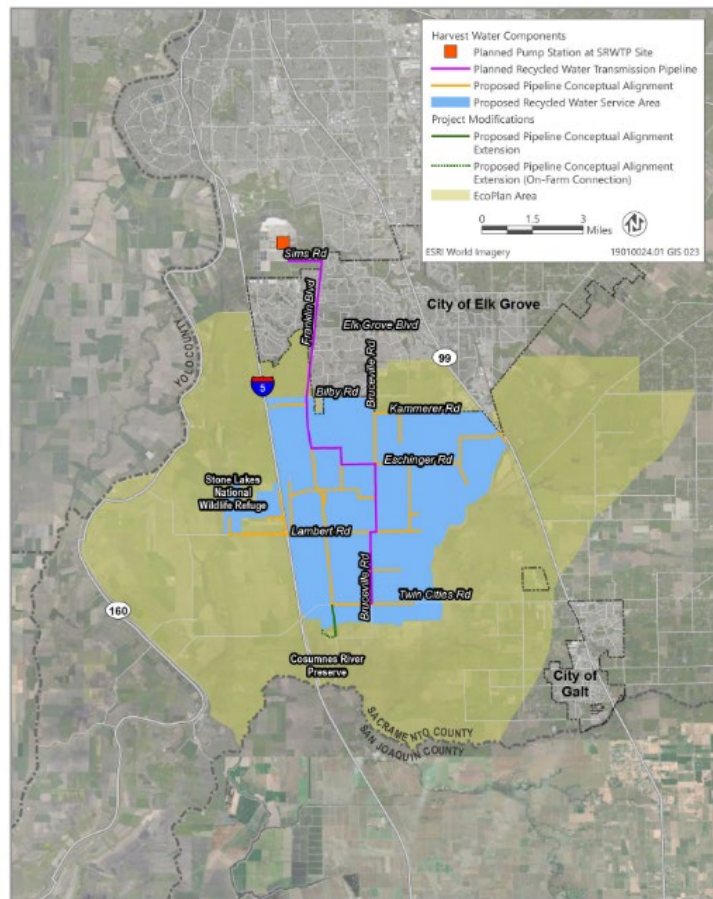 Harvest Water Components
Planned Pump Station at SRWTP Site
Planned Recycled Water Transmission Pipeline
Proposed Pipeline Conceptual Alignment
Proposed Recycled Water Service Area
Project Modifications
Proposed Pipeline Conceptual Alignment
Extension
Proposed Pipeline Conceptual Alignment
Extension (On-Farm Connection)
EcoPlan Area
0 1.5 3
Miles
N
ESRI World Imagery 19010024.01 GIS 023
Sims Rd
Franklin Blvd
City of Elk Grove
Elk Grove Blvd
YOLO COUNTY
99
Bruceville Rd
5
Bilby Rd
Kammerer Rd
Eschinger Rd
Stone Lakes
National
Wildlife Refuge
Lambert Rd
Bruceville Rd
Twin Cities Rd
160
Cosumnes River
Preserve
City of
Galt
SACRAMENTO COUNTY
SAN JOAQUIN COUNTY